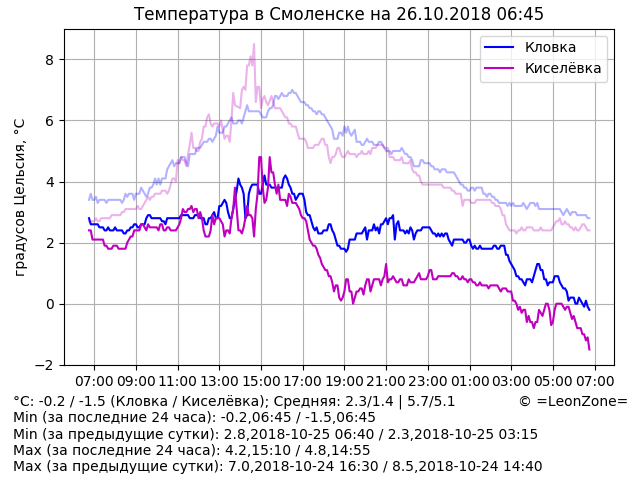 Температура в Смоленске на 26.10.2018 06:45
Кловка
Киселёвка
градусов Цельсия, °C
8
6
4
2
0
−2
07:00 09:00 11:00 13:00 15:00 17:00 19:00 21:00 23:00 01:00 03:00 05:00 07:00
°C: -0.2 / -1.5 (Кловка / Киселёвка); Средняя: 2.3/1.4 | 5.7/5.1 © =LeonZone=
Min (за последние 24 часа): -0.2,06:45 / -1.5,06:45
Min (за предыдущие сутки): 2.8,2018-10-25 06:40 / 2.3,2018-10-25 03:15
Max (за последние 24 часа): 4.2,15:10 / 4.8,14:55
Max (за предыдущие сутки): 7.0,2018-10-24 16:30 / 8.5,2018-10-24 14:40